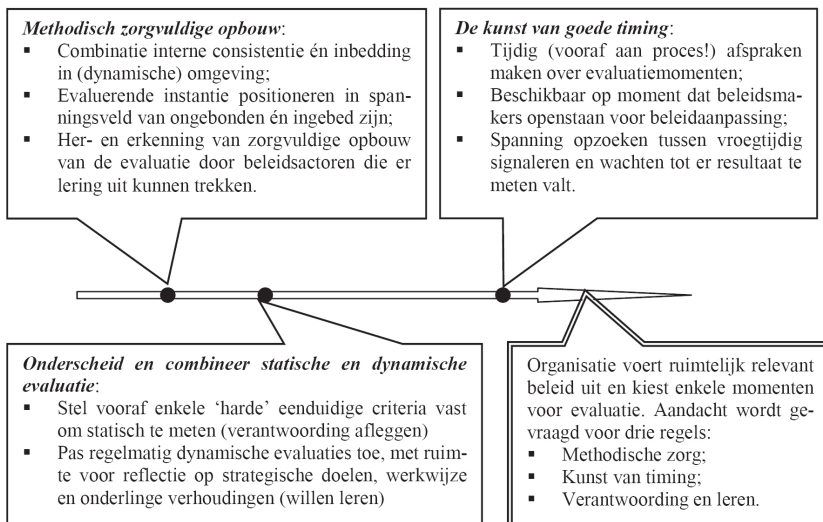 Methodisch zorgvuldige opbouw:
▪ Combinatie interne consistentie én inbedding
in (dynamische) omgeving;
▪ Evaluerende instantie positioneren in span-
ningsveld van ongebonden én ingebed zijn;
▪ Her- en erkenning van zorgvuldige opbouw
van de evaluatie door beleidsactoren die er
lering uit kunnen trekken.
De kunst van goede timing:
▪ Tijdig (vooraf aan proces!) afspraken
maken over evaluatiemomenten;
▪ Beschikbaar op moment dat beleidsma-
kers openstaan voor beleidaanpassing;
▪ Spanning opzoeken tussen vroegtijdig
signaleren en wachten tot er resultaat te
meten valt.
Onderscheid en combineer statische en dynamische
evaluatie:
▪ Stel vooraf enkele ‘harde’ eenduidige criteria vast
om statisch te meten (verantwoording afleggen)
▪ Pas regelmatig dynamische evaluaties toe, met ruim-
te voor reflectie op strategische doelen, werkwijze
en onderlinge verhoudingen (willen leren)
Organisatie voert ruimtelijk relevant
beleid uit en kiest enkele momenten
voor evaluatie. Aandacht wordt ge-
vraagd voor drie regels:
▪ Methodische zorg;
▪ Kunst van timing;
▪ Verantwoording en leren.